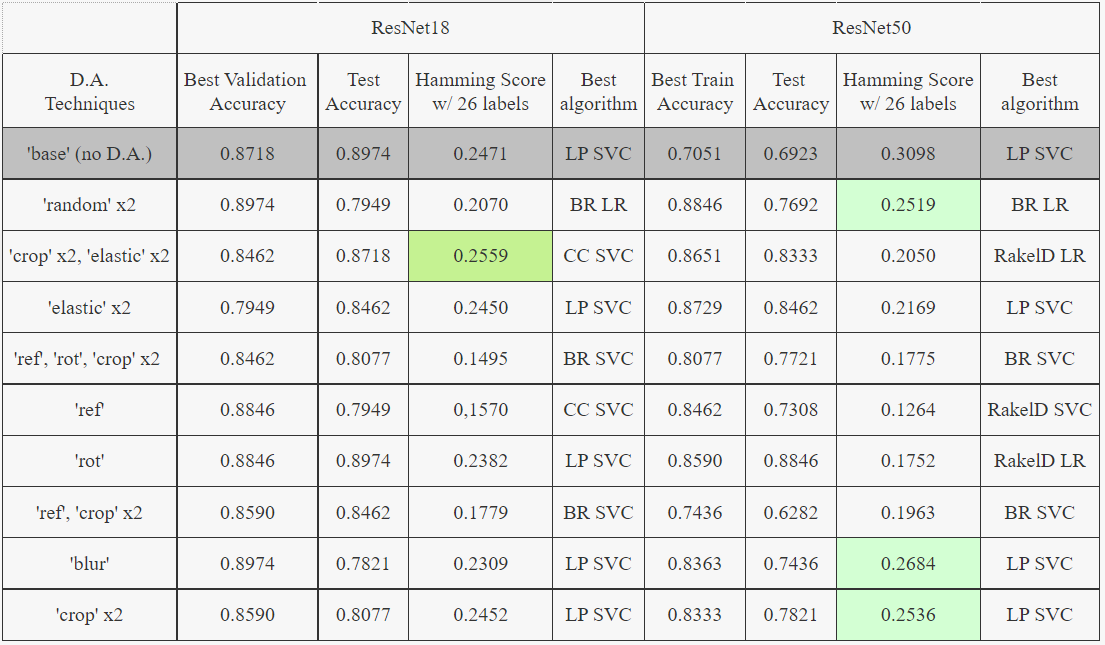 ResNet18 ResNet50
D.A. Techniques Best Validation Accuracy Test Accuracy Hamming Score w/ 26 labels Best algorithm Best Train Accuracy Test Accuracy Hamming Score w/ 26 labels Best algorithm
'base' (no D.A.) 0.8718 0.8974 0.2471 LP SVC 0.7051 0.6923 0.3098 LP SVC
'random' x2 0.8974 0.7949 0.2070 BR LR 0.8846 0.7692 0.2519 BR LR
'crop' x2, 'elastic' x2 0.8462 0.8718 0.2559 CC SVC 0.8651 0.8333 0.2050 RakelD LR
'elastic' x2 0.7949 0.8462 0.2450 LP SVC 0.8729 0.8462 0.2169 LP SVC
'ref', 'rot', 'crop' x2 0.8462 0.8077 0.1495 BR SVC 0.8077 0.7721 0.1775 BR SVC
'ref' 0.8846 0.7949 0,1570 CC SVC 0.8462 0.7308 0.1264 RakelD SVC
'rot' 0.8846 0.8974 0.2382 LP SVC 0.8590 0.8846 0.1752 RakelD LR
'ref', 'crop' x2 0.8590 0.8462 0.1779 BR SVC 0.7436 0.6282 0.1963 BR SVC
'blur' 0.8974 0.7821 0.2309 LP SVC 0.8363 0.7436 0.2684 LP SVC
'crop' x2 0.8590 0.8077 0.2452 LP SVC 0.8333 0.7821 0.2536 LP SVC